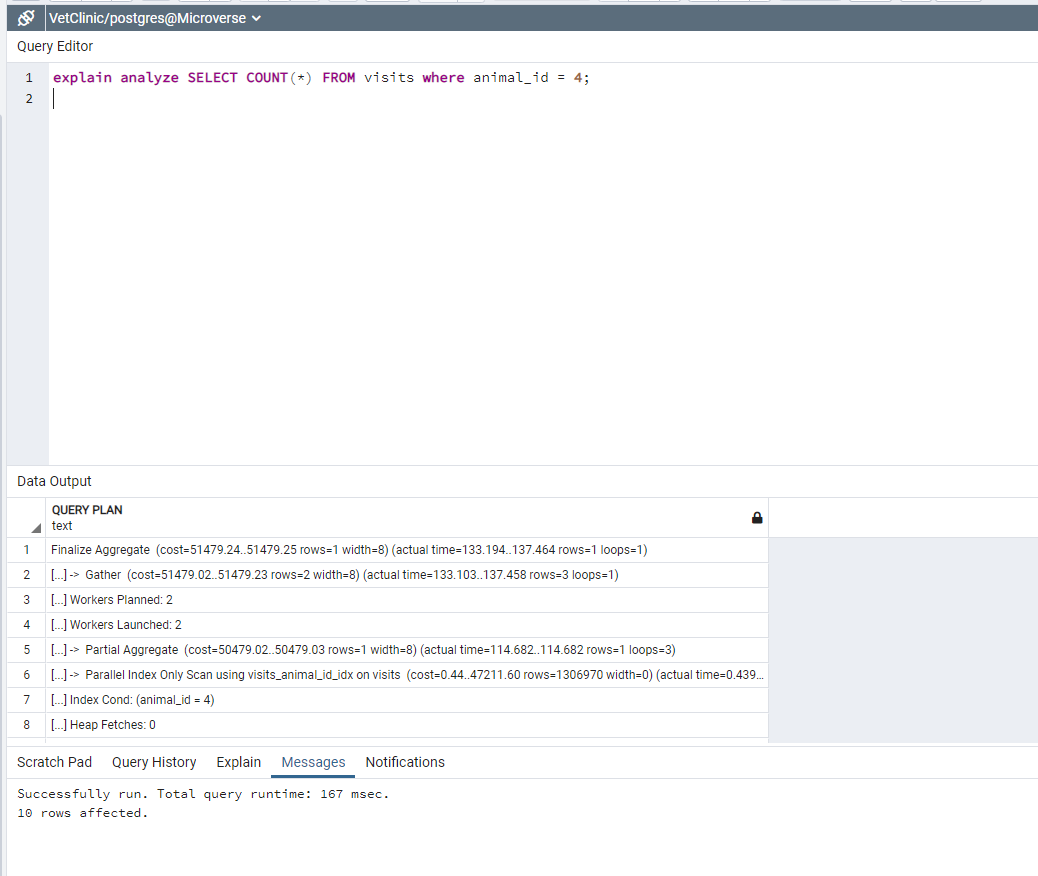 VetClinic/postgres@Microverse
Query Editor
1 explain analyze SELECT COUNT(*) FROM visits where animal_id = 4;
2
Data Output
QUERY PLAN
text
1 Finalize Aggregate (cost=51479.24..51479.25 rows=1 width=8) (actual time=133.194..137.464 rows=1 loops=1)
2 [...] -> Gather (cost=51479.02..51479.23 rows=2 width=8) (actual time=133.103..137.458 rows=3 loops=1)
3 [...] Workers Planned: 2
4 [...] Workers Launched: 2
5 [...] -> Partial Aggregate (cost=50479.02..50479.03 rows=1 width=8) (actual time=114.682..114.682 rows=1 loops=3)
6 [...] -> Parallel Index Only Scan using visits_animal_id_idx on visits (cost=0.44..47211.60 rows=1306970 width=0) (actual time=0.439...
7 [...] Index Cond: (animal_id = 4)
8 [...] Heap Fetches: 0
Scratch Pad Query History Explain Messages Notifications
Successfully run. Total query runtime: 167 msec.
10 rows affected.